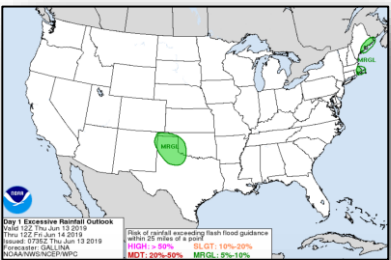 MRGL
MRGL
noaa
Day 1 Excessive Rainfall Outlook
Valid 12Z Thu Jun 13 2019
Thru 12Z Fri Jun 14 2019
Issued: 0735Z Thu Jun 13 2019
Forecaster: GALLINA
NOAA/NWS/NCEP/WPC
Risk of rainfall exceeding flash flood guidance
within 25 miles of a point
HIGH: > 50% SLGT: 10%-20%
MDT: 20%-50% MRGL: 5%-10%